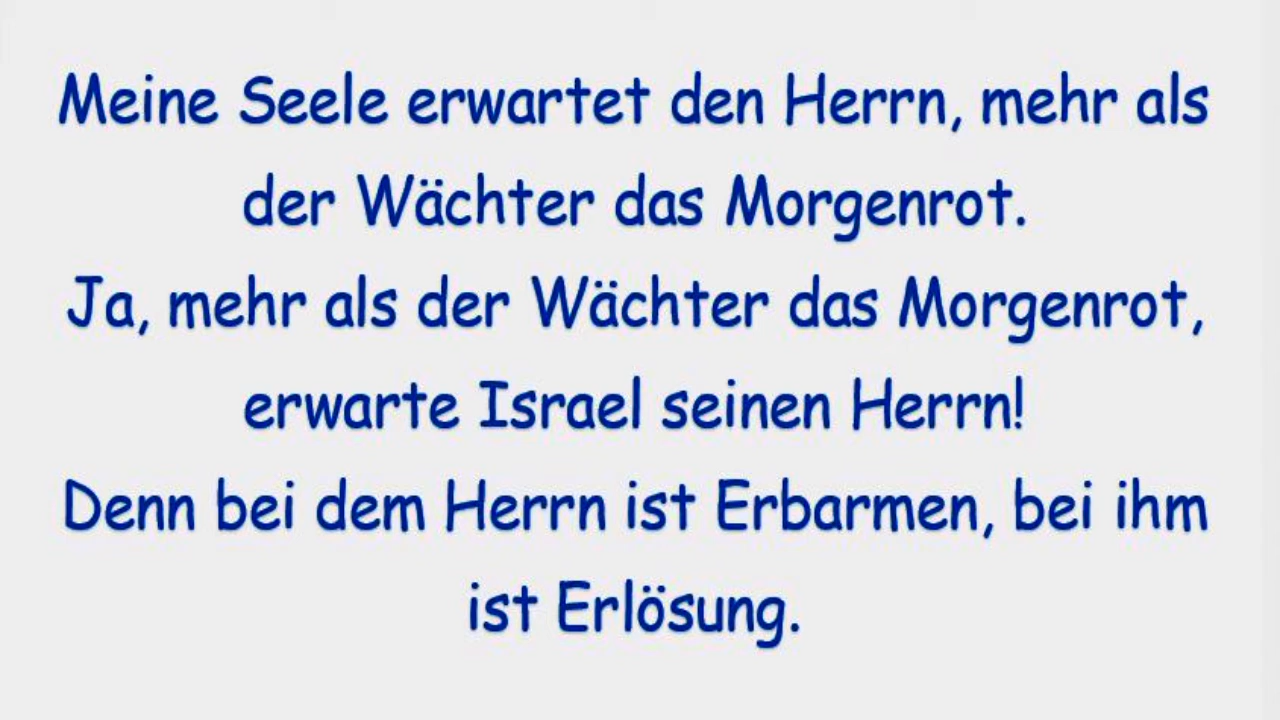 Meine Seele erwartet den Herrn, mehr als
der Wächter das Morgenrot.
Ja, mehr als der Wächter das Morgenrot,
erwarte Israel seinen Herrn!
Denn bei dem Herrn ist Erbarmen, bei ihm
ist Erlösung.